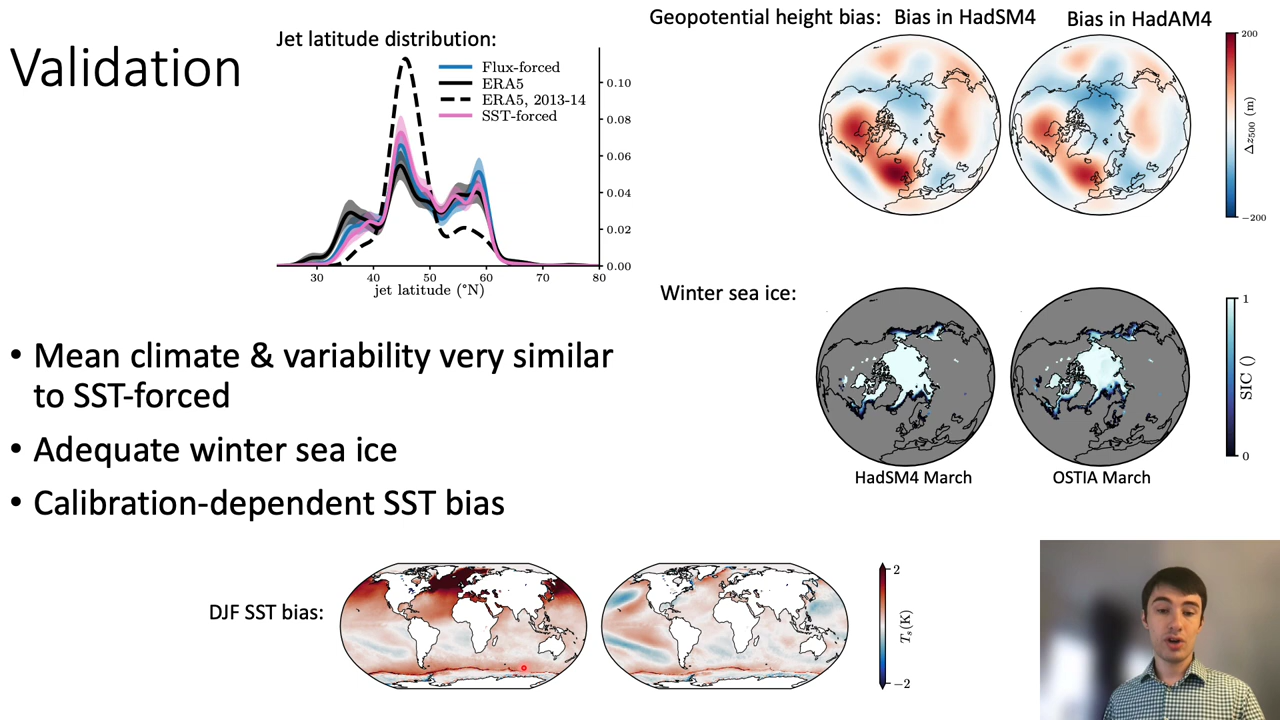 Validation
Jet latitude distribution:
Flux-forced
ERA5
ERA5, 2013-14
SST-forced
0.10
0.08
0.06
0.04
0.02
0.00
30 40 50 60 70 80
jet latitude (°N)
Geopotential height bias: Bias in HadSM4 Bias in HadAM4
200
Δz500 (m)
−200
Winter sea ice:
1
SIC ()
0
HadSM4 March OSTIA March
• Mean climate & variability very similar
to SST-forced
• Adequate winter sea ice
• Calibration-dependent SST bias
DJF SST bias:
2
Ts(K)
−2